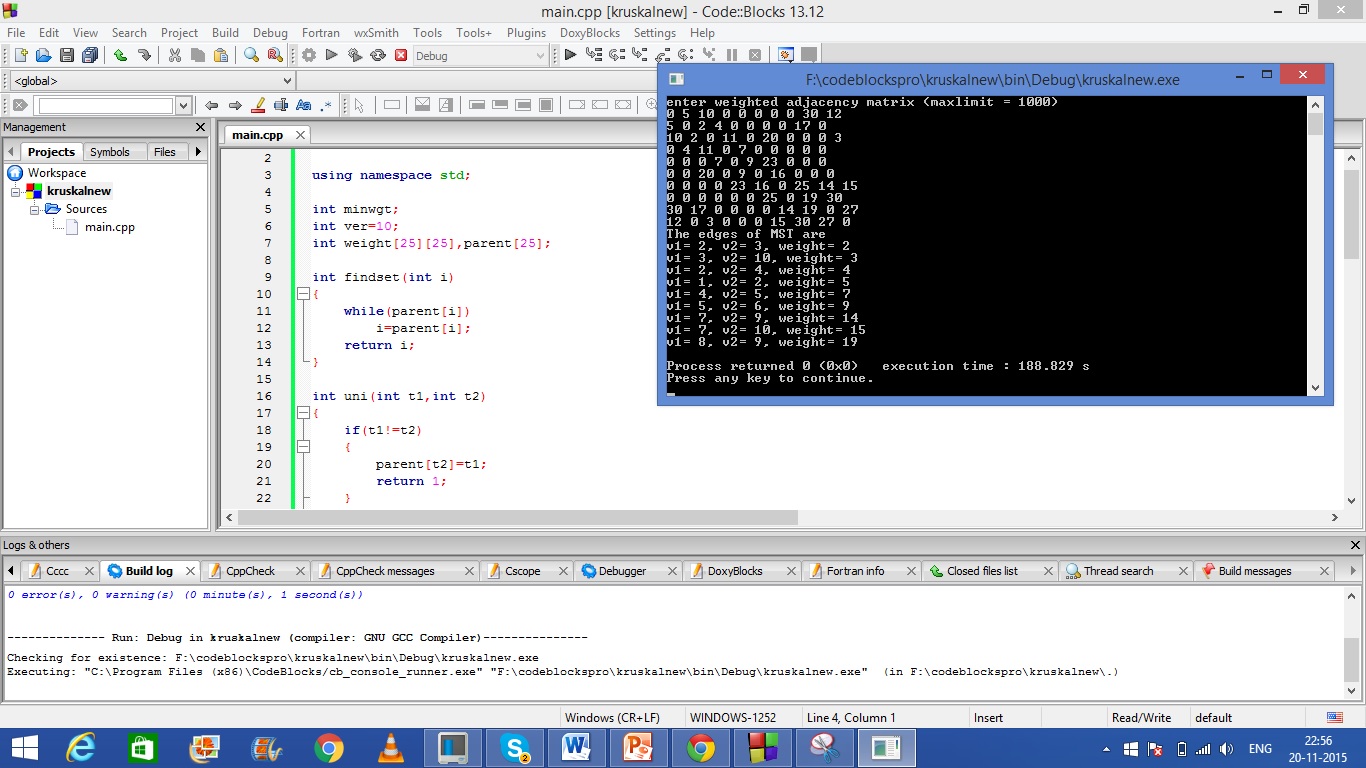 main.cpp [kruskalnew] - Code::Blocks 13.12
File Edit View Search Project Build Debug Fortran wxSmith Tools Tools+ Plugins DoxyBlocks Settings Help
Debug
<global>
Aa .*
Management
Projects Symbols Files
Workspace
kruskalnew
Sources
main.cpp
main.cpp
2
3 using namespace std;
4
5 int minwgt;
6 int ver=10;
7 int weight[25][25],parent[25];
8
9 int findset(int i)
10 {
11 while(parent[i])
12 i=parent[i];
13 return i;
14 }
15
16 int uni(int t1,int t2)
17 {
18 if(t1!=t2)
19 {
20 parent[t2]=t1;
21 return 1;
22 }
F:\codeblockspro\kruskalnew\bin\Debug\kruskalnew.exe
enter weighted adjacency matrix (maxlimit = 1000)
0 5 10 0 0 0 0 0 30 12
5 0 2 4 0 0 0 0 17 0
10 2 0 11 0 20 0 0 0 3
0 4 11 0 7 0 0 0 0 0
0 0 0 7 0 9 23 0 0 0
0 0 20 0 9 0 16 0 0 0
0 0 0 0 23 16 0 25 14 15
0 0 0 0 0 0 25 0 19 30
30 17 0 0 0 0 14 19 0 27
12 0 3 0 0 0 15 30 27 0
The edges of MST are
v1= 2, v2= 3, weight= 2
v1= 3, v2= 10, weight= 3
v1= 2, v2= 4, weight= 4
v1= 1, v2= 2, weight= 5
v1= 4, v2= 5, weight= 7
v1= 5, v2= 6, weight= 9
v1= 7, v2= 9, weight= 14
v1= 7, v2= 10, weight= 15
v1= 8, v2= 9, weight= 19
Process returned 0 (0x0) execution time : 188.829 s
Press any key to continue.
Logs & others
Cccc Build log CppCheck CppCheck messages Cscope Debugger DoxyBlocks Fortran info Closed files list Thread search Build messages
0 error(s), 0 warning(s) (0 minute(s), 1 second(s))
-------------- Run: Debug in kruskalnew (compiler: GNU GCC Compiler)---------------
Checking for existence: F:\codeblockspro\kruskalnew\bin\Debug\kruskalnew.exe
Executing: "C:\Program Files (x86)\CodeBlocks/cb_console_runner.exe" "F:\codeblockspro\kruskalnew\bin\Debug\kruskalnew.exe" (in F:\codeblockspro\kruskalnew\.)
Windows (CR+LF) WINDOWS-1252 Line 4, Column 1 Insert Read/Write default
ENG 22:56
20-11-2015